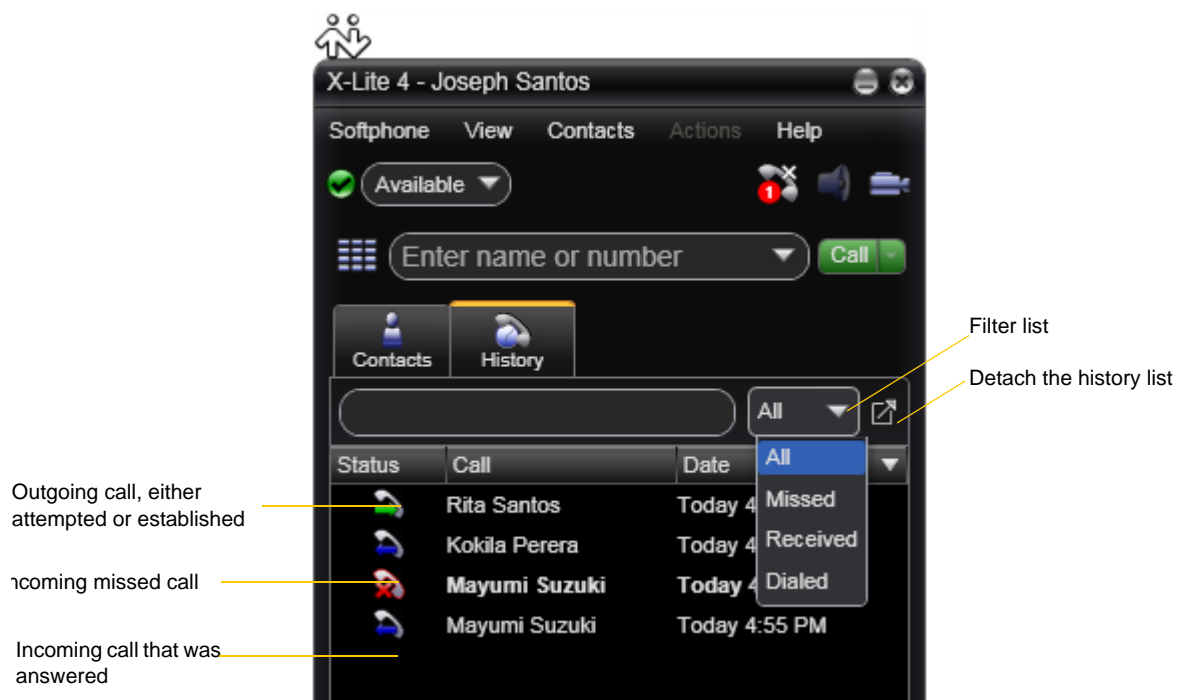 X-Lite 4 - Joseph Santos
Softphone View Contacts Actions Help
Available
1
Enter name or number
Call
Contacts
History
Filter list
Detach the history list
All
Status Call Date
All
Missed
Received
Dialed
Outgoing call, either
attempted or established
Rita Santos Today 4
Kokila Perera Today 4
ncoming missed call
Mayumi Suzuki Today 4
Mayumi Suzuki Today 4:55 PM
Incoming call that was
answered